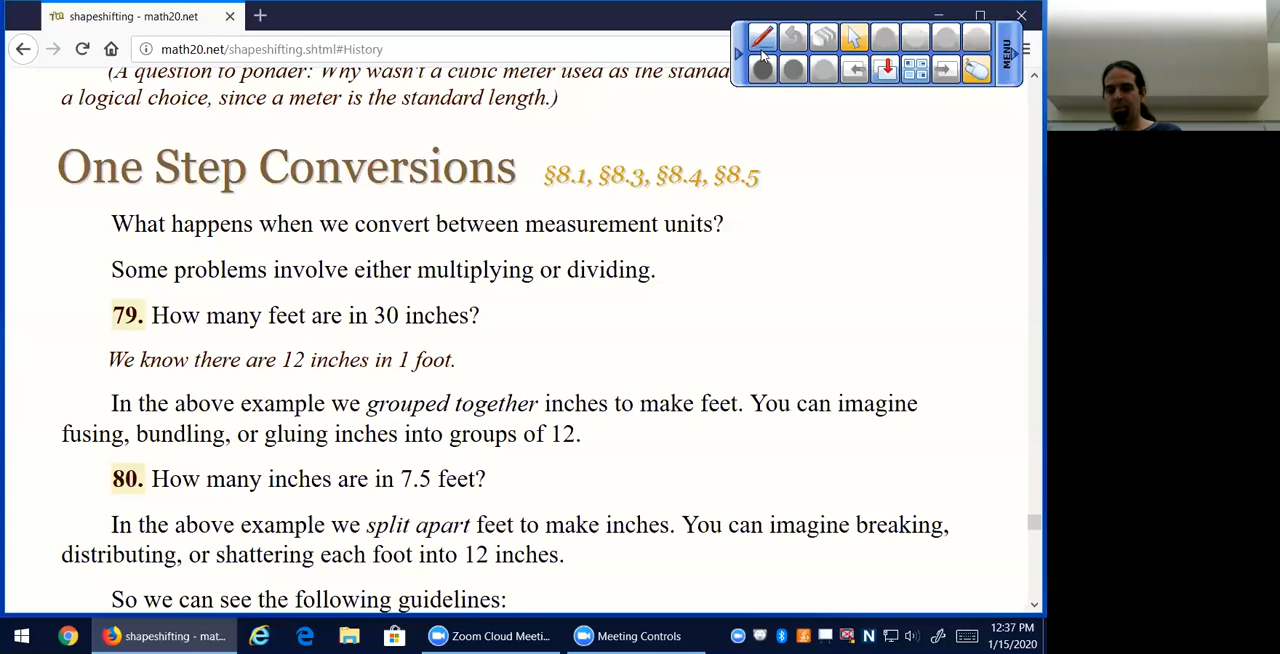 shapeshifting - math20.net
math20.net/shapeshifting.shtml#History
MENU
(A question to ponder: Why wasn't a cubic meter used as the standa
a logical choice, since a meter is the standard length.)
One Step Conversions §8.1, §8.3, §8.4, §8.5
What happens when we convert between measurement units?
Some problems involve either multiplying or dividing.
79. How many feet are in 30 inches?
We know there are 12 inches in 1 foot.
In the above example we grouped together inches to make feet. You can imagine
fusing, bundling, or gluing inches into groups of 12.
80. How many inches are in 7.5 feet?
In the above example we split apart feet to make inches. You can imagine breaking,
distributing, or shattering each foot into 12 inches.
So we can see the following guidelines:
shapeshifting - mat...
Zoom Cloud Meeti...
Meeting Controls
N
12:37 PM
1/15/2020